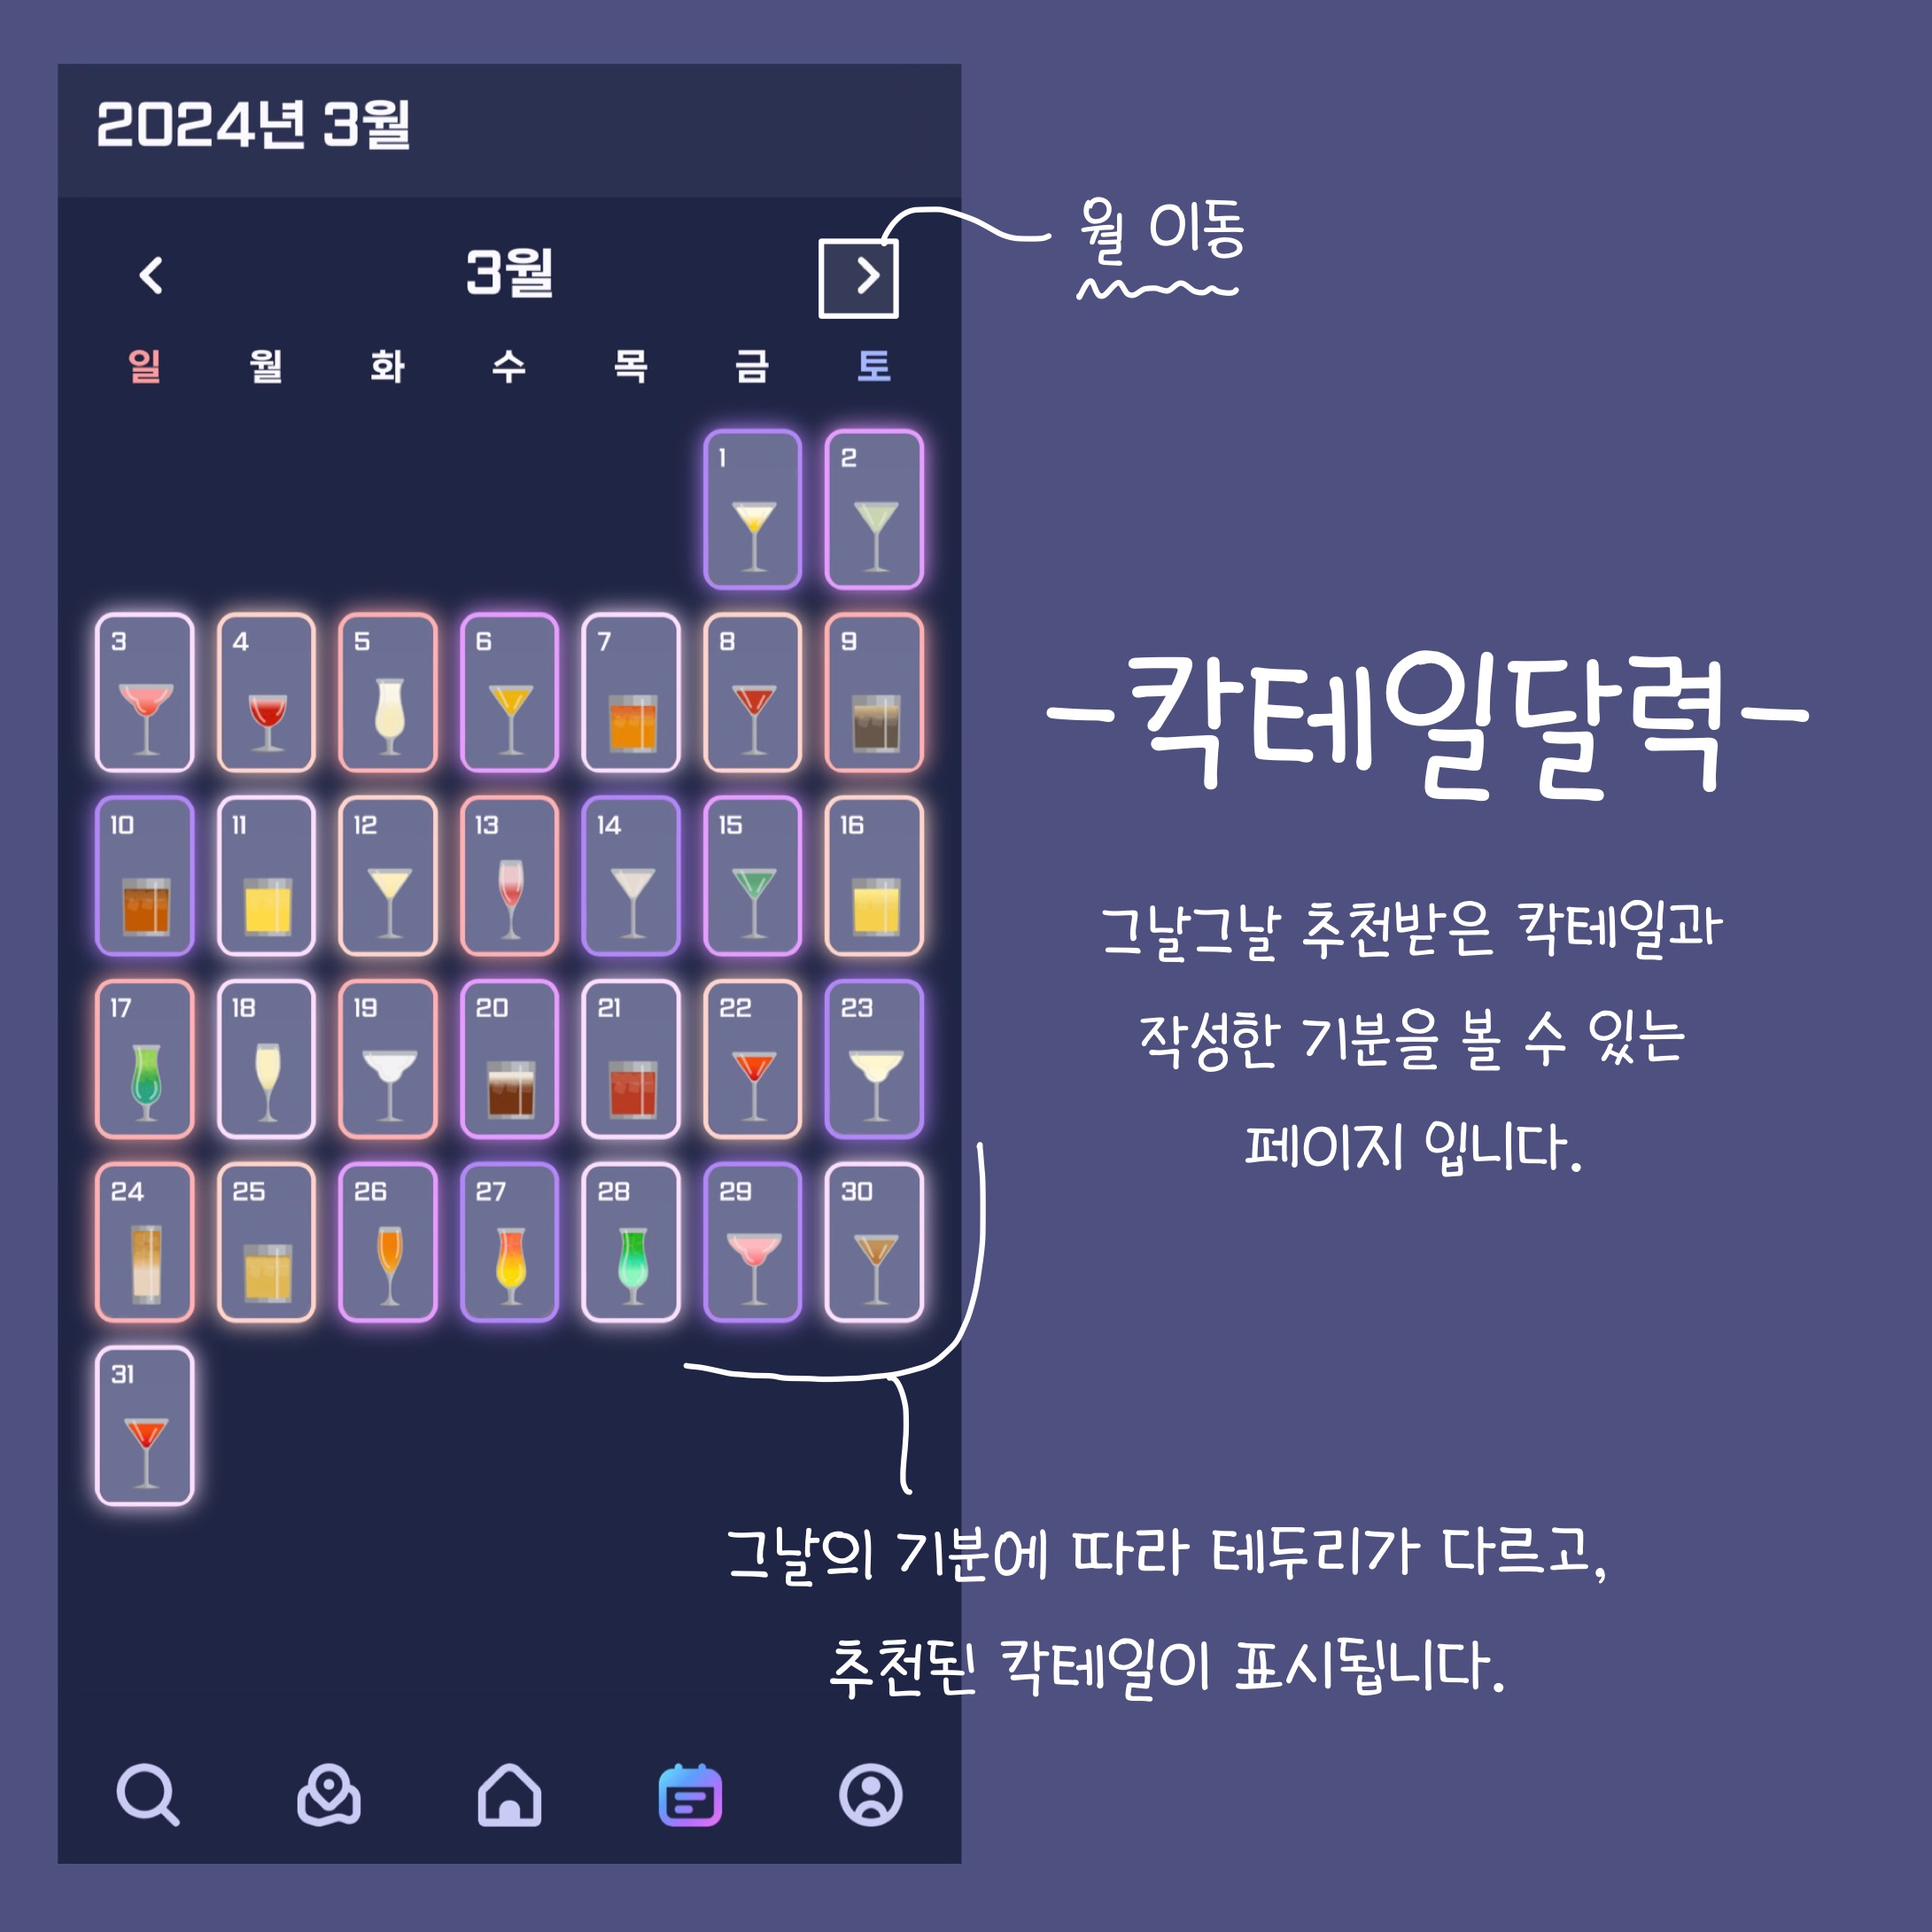 2024년 3월
월 이동
3월
일 월 화 수 목 금 토
1 2
3 4 5 6 7 8 9
10 11 12 13 14 15 16
17 18 19 20 21 22 23
24 25 26 27 28 29 30
31
-칵테일달력-
그날그날 추천받은 칵테일과
작성한 기분을 볼 수 있는
페이지 입니다.
그날의 기분에 따라 테두리가 다르고,
추천된 칵테일이 표시됩니다.